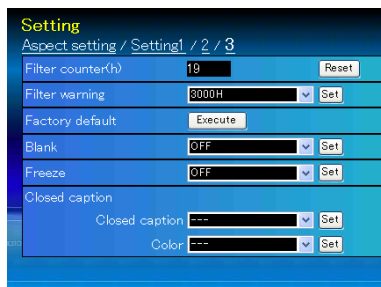 Setting
Aspect setting / Setting1 / 2 / 3
Filter counter(h) 19 Reset
Filter warning 3000H Set
Factory default Execute
Blank OFF Set
Freeze OFF Set
Closed caption
Closed caption --- Set
Color --- Set